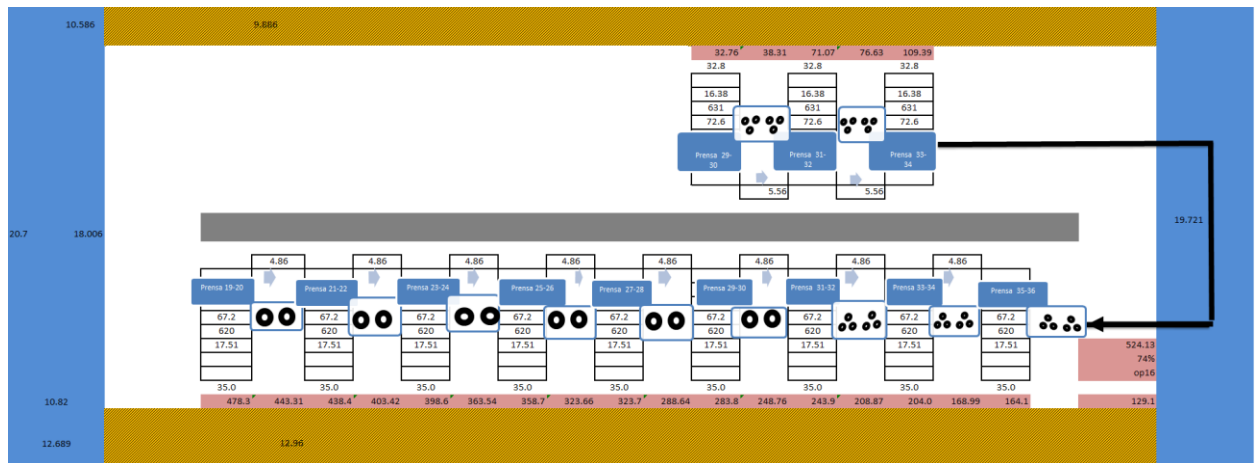 10.586 9.886
32.76 38.31 71.07 76.63 109.39
32.8 32.8 32.8
16.38 16.38 16.38
631 631 631
72.6 72.6 72.6
Prensa 29-
30
Prensa 31-
32
Prensa 33-
34
5.56 5.56
19.721
20.7 18.006
4.86 4.86 4.86 4.86 4.86 4.86 4.86 4.86
Prensa 19-20 Prensa 21-22 Prensa 23-24 Prensa 25-26 Prensa 27-28 Prensa 29-30 Prensa 31-32 Prensa 33-34 Prensa 35-36
67.2 67.2 67.2 67.2 67.2 67.2 67.2 67.2 67.2
620 620 620 620 620 620 620 620 620
17.51 17.51 17.51 17.51 17.51 17.51 17.51 17.51 17.51
524.13
74%
op16
35.0 35.0 35.0 35.0 35.0 35.0 35.0 35.0 35.0
10.82 478.3 443.31 438.4 403.42 398.6 363.54 358.7 323.66 323.7 288.64 283.8 248.76 243.9 208.87 204.0 168.99 164.1 129.1
12.689 12.96